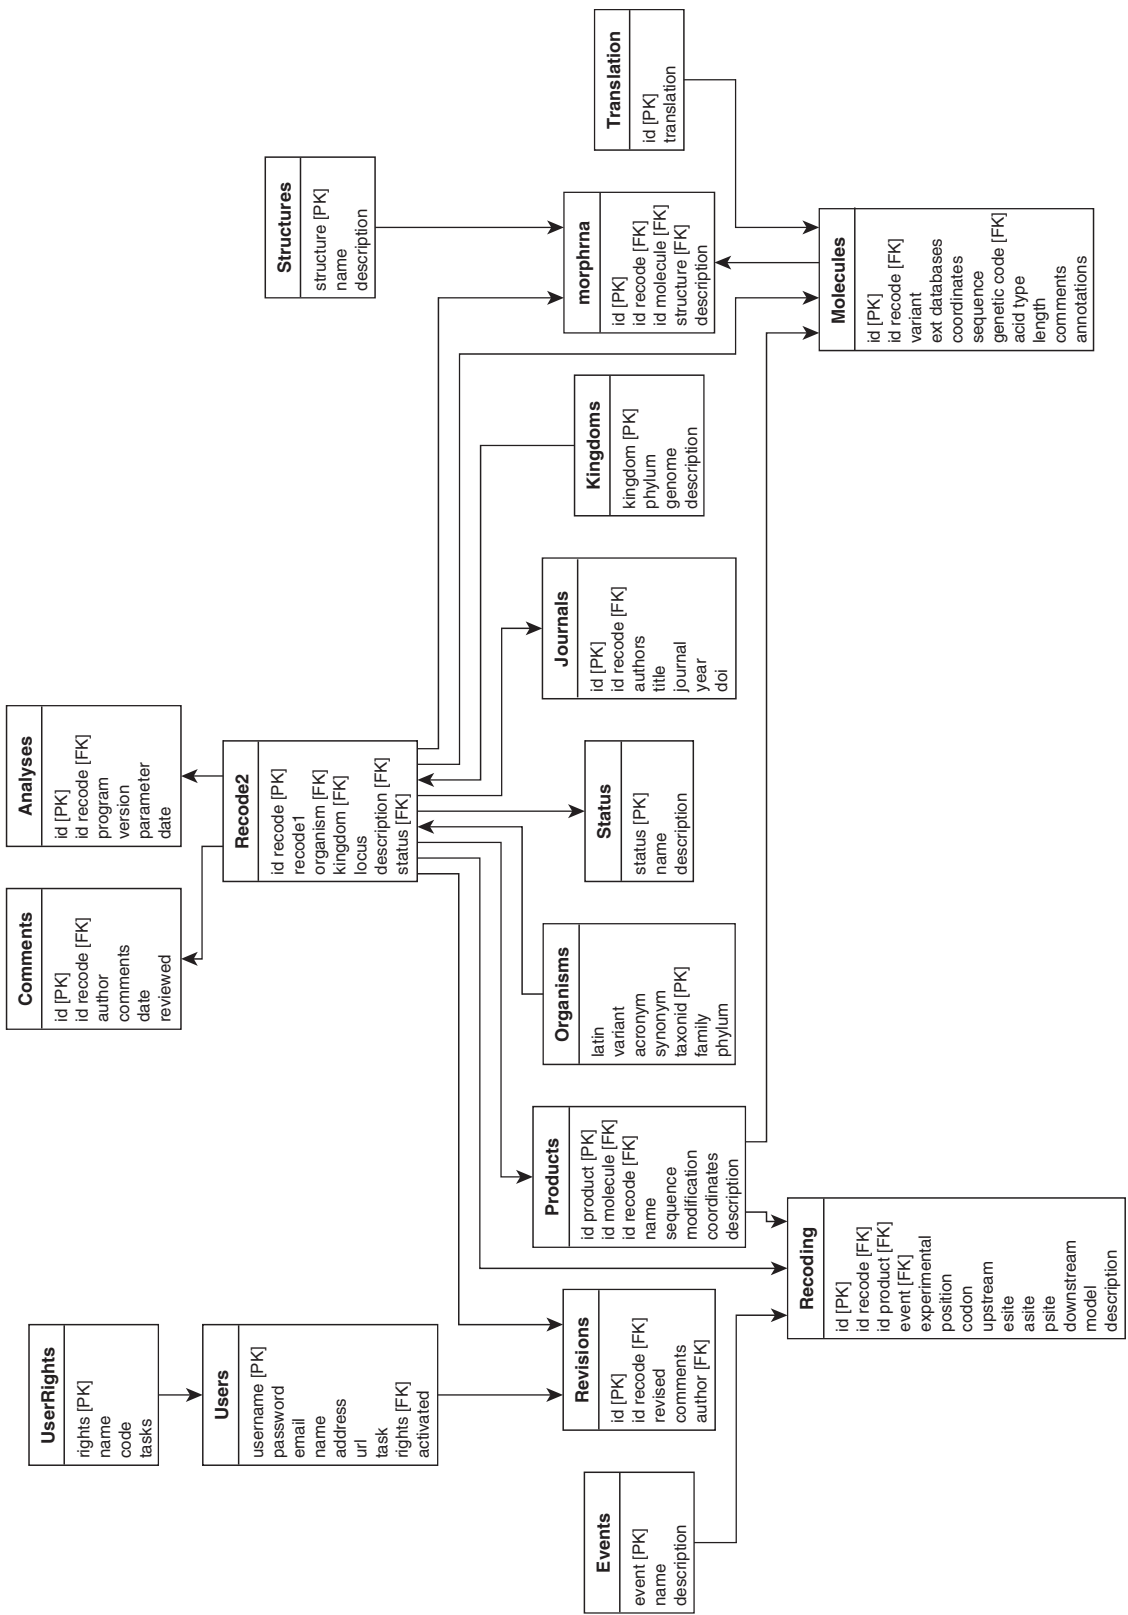 UserRights
rights [PK]
name
code
tasks
Users
username [PK]
password
email
name
address
url
task
rights [FK]
activated
Events
event [PK]
name
description
Revisions
id [PK]
id recode [FK]
revised
comments
author [FK]
Recoding
id [PK]
id recode [FK]
id product [FK]
event [FK]
experimental
position
codon
upstream
esite
asite
psite
downstream
model
description
Comments
id [PK]
id recode [FK]
author
comments
date
reviewed
Analyses
id [PK]
id recode [FK]
program
version
parameter
date
Recode2
id recode [PK]
recode1
organism [FK]
kingdom [FK]
locus
description [FK]
status [FK]
Products
id product [PK]
id molecule [FK]
id recode [FK]
name
sequence
modification
coordinates
description
Organisms
latin
variant
acronym
synonym
taxonid [PK]
family
phylum
Status
status [PK]
name
description
Journals
id [PK]
id recode [FK]
authors
title
journal
year
doi
Kingdoms
kingdom [PK]
phylum
genome
description
Structures
structure [PK]
name
description
morphrna
id [PK]
id recode [FK]
id molecule [FK]
structure [FK]
description
Translation
id [PK]
translation
Molecules
id [PK]
id recode [FK]
variant
ext databases
coordinates
sequence
genetic code [FK]
acid type
length
comments
annotations